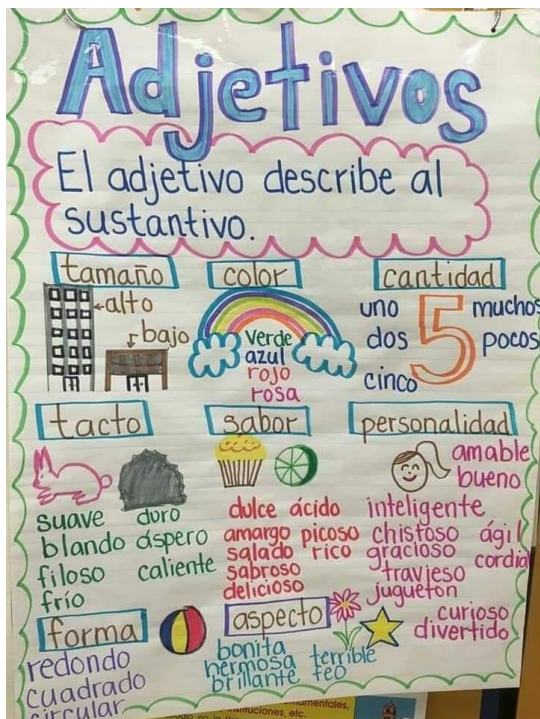 Adjetivos
El adjetivo describe al
sustantivo.
tamaño
alto
bajo
color
verde
azul
rojo
rosa
cantidad
uno
dos
cinco
5
muchos
pocos
tacto
suave duro
blando áspero
filoso caliente
frío
sabor
dulce ácido
amargo picoso
salado rico
sabroso
delicioso
personalidad
amable
bueno
inteligente
chistoso ágil
gracioso cordial
travieso
juguetón
curioso
divertido
forma
redondo
cuadrado
circular
aspecto
bonita
hermosa terrible
brillante feo
instituciones, etc.